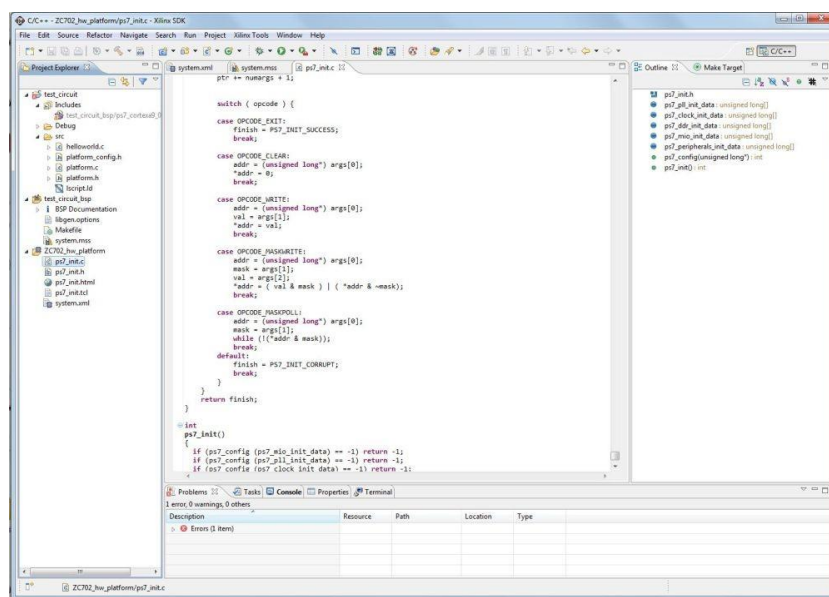 C/C++ - ZC702_hw_platform/ps7_init.c - Xilinx SDK
File Edit Source Refactor Navigate Search Run Project Xilinx Tools Window Help
C/C++
Project Explorer
test_circuit
Includes
test_circuit_bsp/ps7_cortexa9_0
Debug
src
helloworld.c
platform_config.h
platform.c
platform.h
lscript.ld
test_circuit_bsp
BSP Documentation
libgen.options
Makefile
system.mss
ZC702_hw_platform
ps7_init.c
ps7_init.h
ps7_init.html
ps7_init.tcl
system.xml
system.xml system.mss ps7_init.c
ptr += numargs + 1;
switch ( opcode ) {
case OPCODE_EXIT:
finish = PS7_INIT_SUCCESS;
break;
case OPCODE_CLEAR:
addr = (unsigned long*) args[0];
*addr = 0;
break;
case OPCODE_WRITE:
addr = (unsigned long*) args[0];
val = args[1];
*addr = val;
break;
case OPCODE_MASKWRITE:
addr = (unsigned long*) args[0];
mask = args[1];
val = args[2];
*addr = ( val & mask ) | ( *addr & ~mask);
break;
case OPCODE_MASKPOLL:
addr = (unsigned long*) args[0];
mask = args[1];
while (!(*addr & mask));
break;
default:
finish = PS7_INIT_CORRUPT;
break;
}
}
return finish;
}
int
ps7_init()
{
if (ps7_config (ps7_mio_init_data) == -1) return -1;
if (ps7_config (ps7_pll_init_data) == -1) return -1;
if (ps7_config (ps7_clock_init_data) == -1) return -1;
Outline Make Target
ps7_init.h
ps7_pll_init_data : unsigned long[]
ps7_clock_init_data : unsigned long[]
ps7_ddr_init_data : unsigned long[]
ps7_mio_init_data : unsigned long[]
ps7_peripherals_init_data : unsigned long[]
ps7_config(unsigned long*) : int
ps7_init() : int
Problems Tasks Console Properties Terminal
1 error, 0 warnings, 0 others
Description Resource Path Location Type
Errors (1 item)
ZC702_hw_platform/ps7_init.c